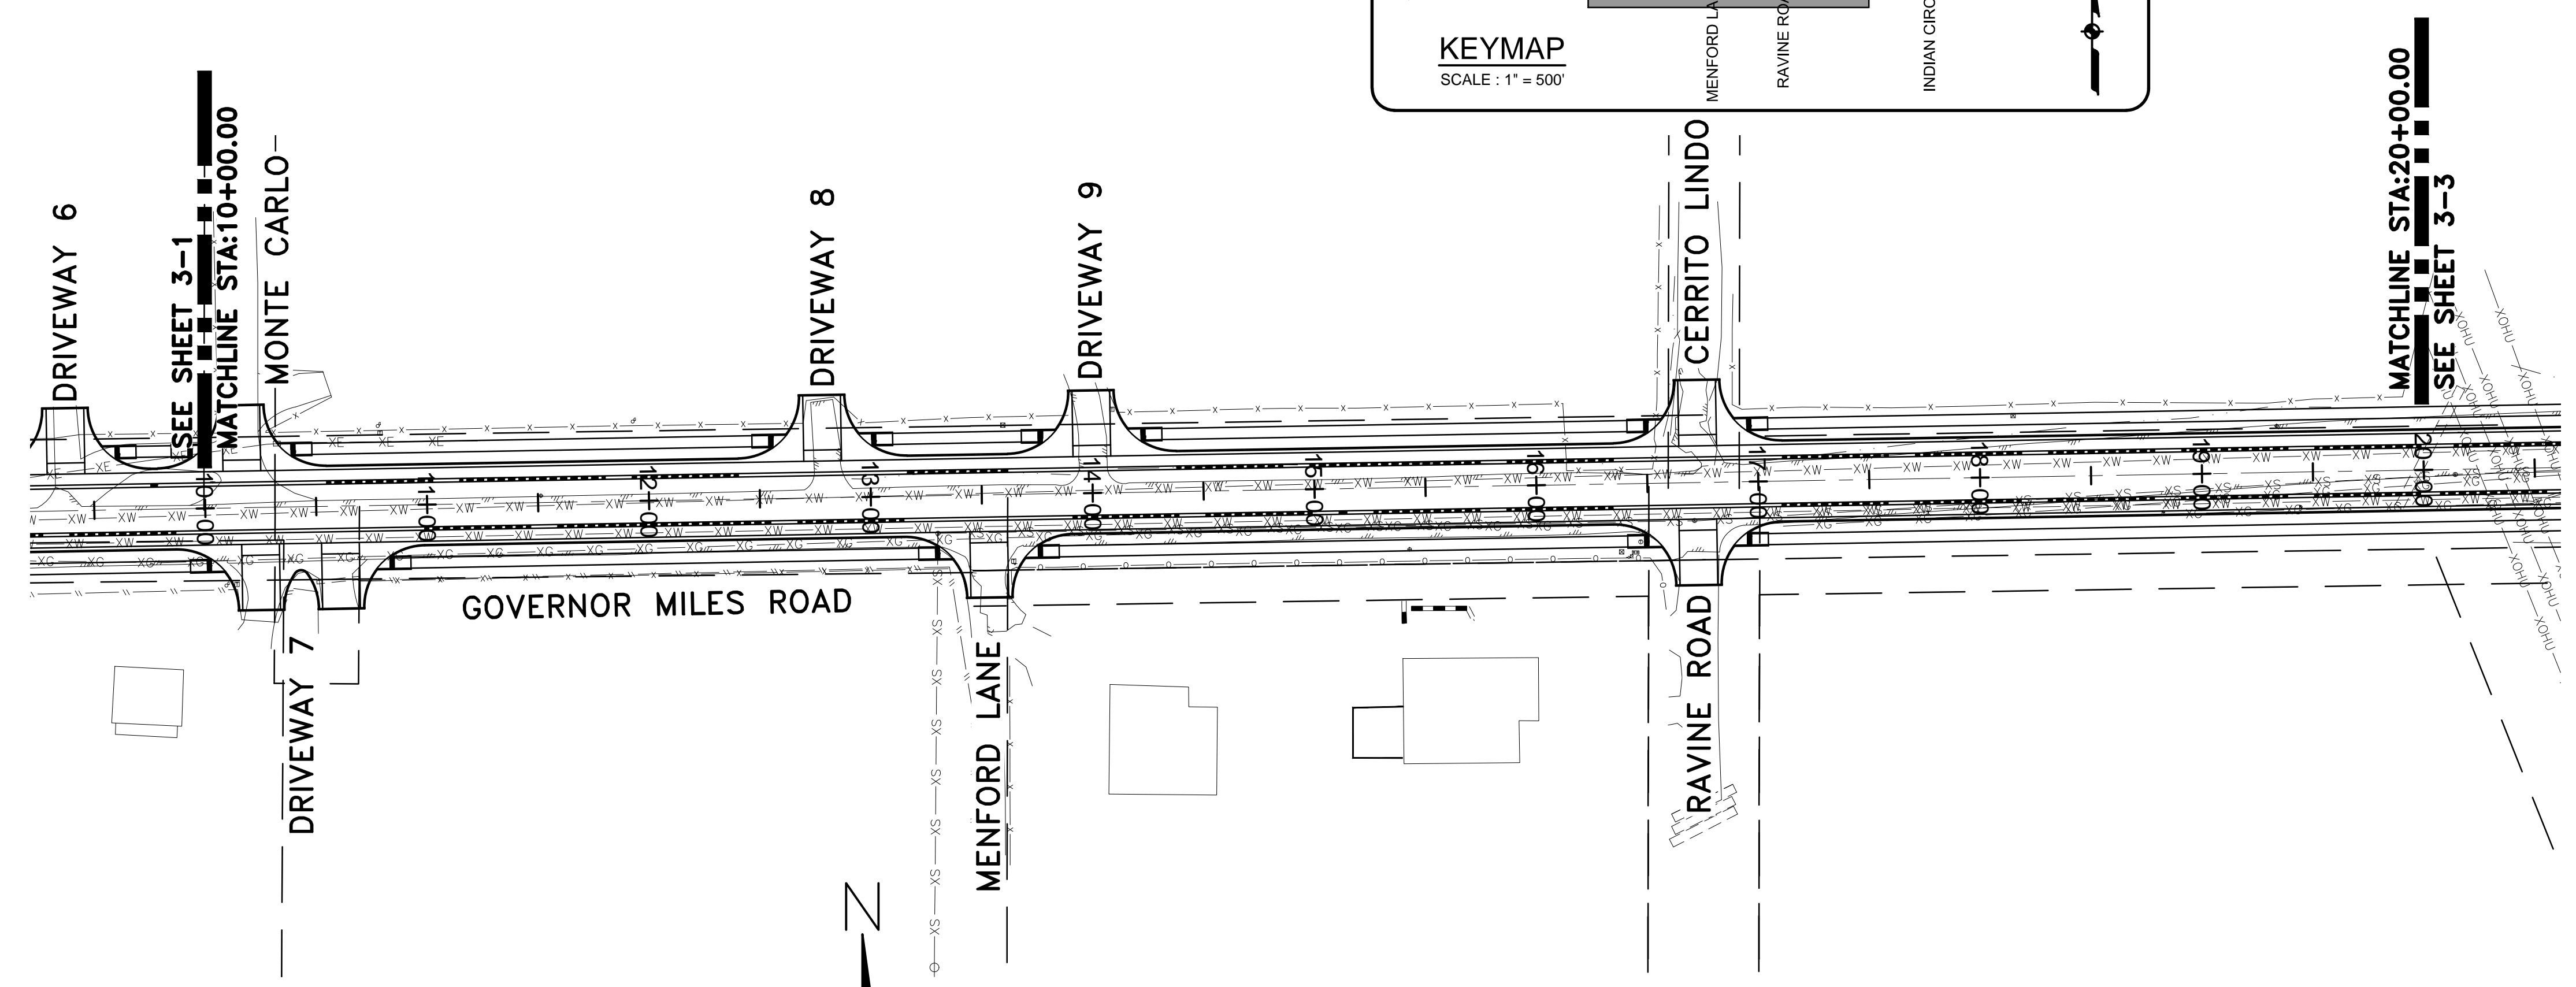 KEYMAP
SCALE : 1" = 500'
MENFORD LA
RAVINE ROA
INDIAN CIRC
DRIVEWAY 6
SEE SHEET 3-1
MATCHLINE STA:10+00.00
MONTE CARLO
DRIVEWAY 8
DRIVEWAY 9
CERRITO LINDO
MATCHLINE STA:20+00.00
SEE SHEET 3-3
10+00
11+00
12+00
13+00
14+00
15+00
16+00
17+00
18+00
19+00
20+00
GOVERNOR MILES ROAD
DRIVEWAY 7
MENFORD LANE
RAVINE ROAD
N